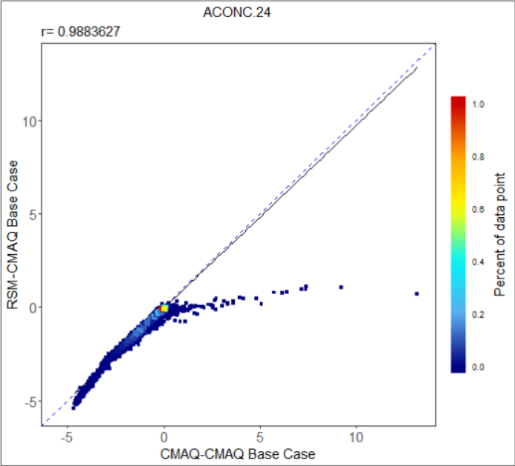 ACONC.24
r= 0.9883627
RSM-CMAQ Base Case
10
5
0
-5
-5 0 5 10
CMAQ-CMAQ Base Case
1.0
0.8
0.6
0.4
0.2
0.0
Percent of data point